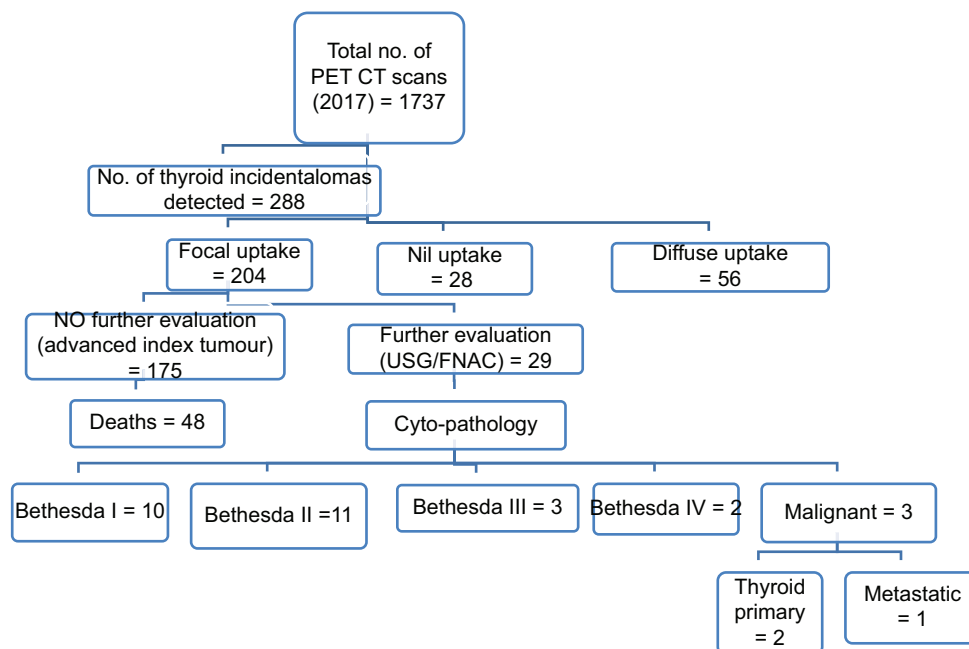 Total no. of
PET CT scans
(2017) = 1737
No. of thyroid incidentalomas
detected = 288
Focal uptake
= 204
Nil uptake
= 28
Diffuse uptake
= 56
NO further evaluation
(advanced index tumour)
= 175
Further evaluation
(USG/FNAC) = 29
Deaths = 48
Cyto-pathology
Bethesda I = 10
Bethesda II =11
Bethesda III = 3
Bethesda IV = 2
Malignant = 3
Thyroid
primary
= 2
Metastatic
= 1